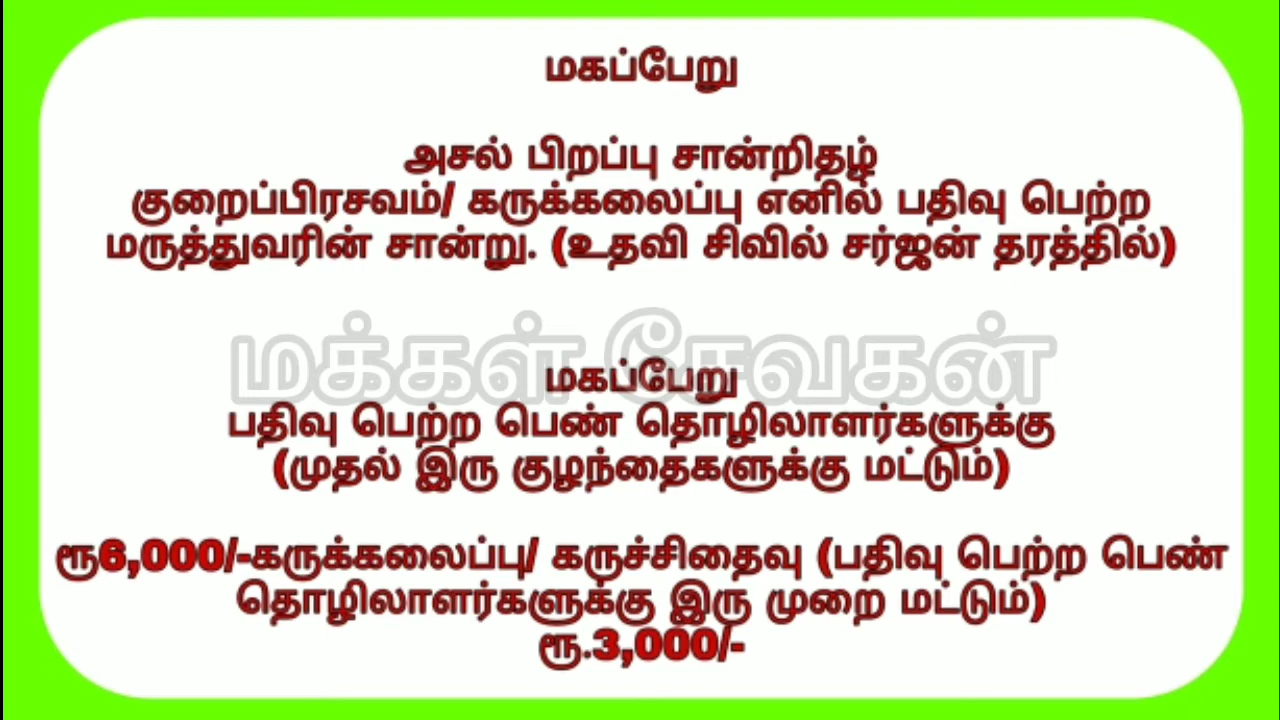 மகப்பேறு
அசல் பிறப்பு சான்றிதழ்
குறைப்பிரசவம்/ கருக்கலைப்பு எனில் பதிவு பெற்ற
மருத்துவரின் சான்று. (உதவி சிவில் சர்ஜன் தரத்தில்)
மக்கள் சேவகன்
மகப்பேறு
பதிவு பெற்ற பெண் தொழிலாளர்களுக்கு
(முதல் இரு குழந்தைகளுக்கு மட்டும்)
ரூ6,000/-கருக்கலைப்பு/ கருச்சிதைவு (பதிவு பெற்ற பெண்
தொழிலாளர்களுக்கு இரு முறை மட்டும்)
ரூ.3,000/-